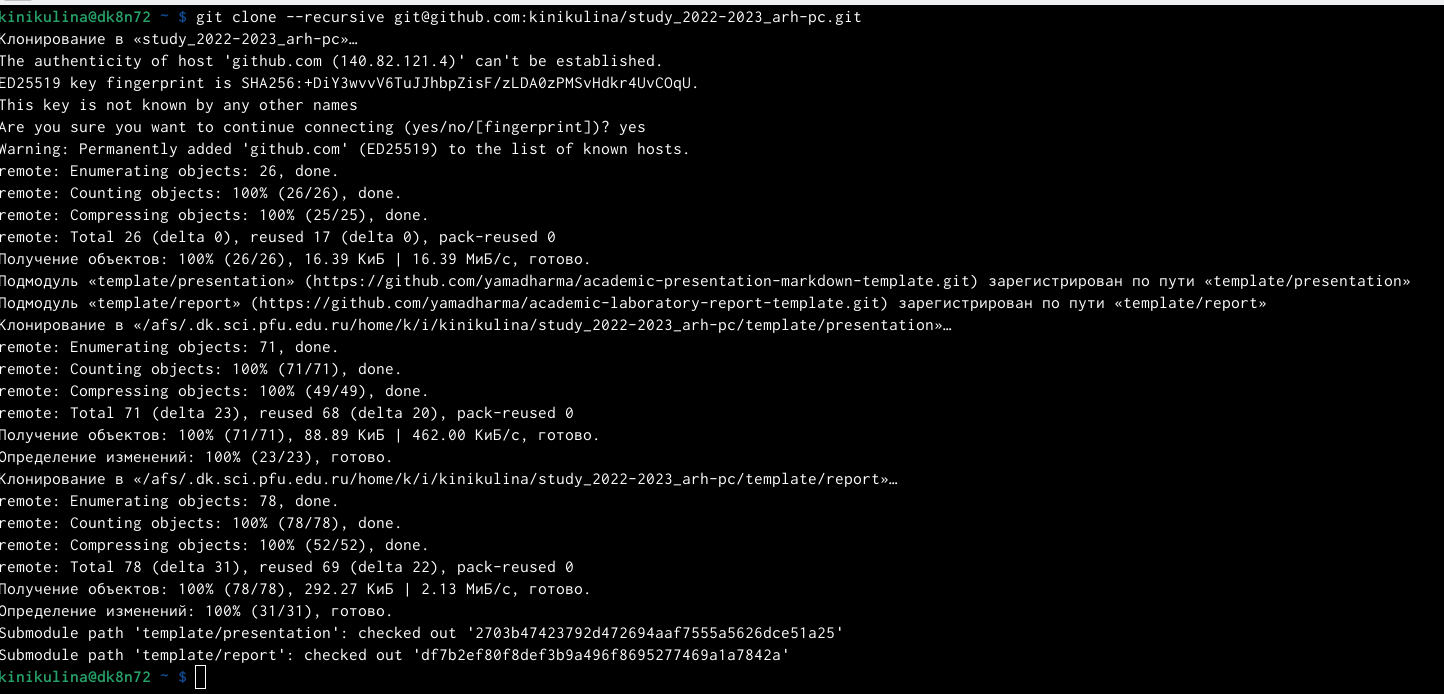 kinikulina@dk8n72 ~ $ git clone --recursive git@github.com:kinikulina/study_2022-2023_arh-pc.git
Клонирование в «study_2022-2023_arh-pc»…
The authenticity of host 'github.com (140.82.121.4)' can't be established.
ED25519 key fingerprint is SHA256:+DiY3wvvV6TuJJhbpZisF/zLDA0zPMSvHdkr4UvCOqU.
This key is not known by any other names
Are you sure you want to continue connecting (yes/no/[fingerprint])? yes
Warning: Permanently added 'github.com' (ED25519) to the list of known hosts.
remote: Enumerating objects: 26, done.
remote: Counting objects: 100% (26/26), done.
remote: Compressing objects: 100% (25/25), done.
remote: Total 26 (delta 0), reused 17 (delta 0), pack-reused 0
Получение объектов: 100% (26/26), 16.39 КиБ | 16.39 МиБ/с, готово.
Подмодуль «template/presentation» (https://github.com/yamadharma/academic-presentation-markdown-template.git) зарегистрирован по пути «template/presentation»
Подмодуль «template/report» (https://github.com/yamadharma/academic-laboratory-report-template.git) зарегистрирован по пути «template/report»
Клонирование в «/afs/.dk.sci.pfu.edu.ru/home/k/i/kinikulina/study_2022-2023_arh-pc/template/presentation»…
remote: Enumerating objects: 71, done.
remote: Counting objects: 100% (71/71), done.
remote: Compressing objects: 100% (49/49), done.
remote: Total 71 (delta 23), reused 68 (delta 20), pack-reused 0
Получение объектов: 100% (71/71), 88.89 КиБ | 462.00 КиБ/с, готово.
Определение изменений: 100% (23/23), готово.
Клонирование в «/afs/.dk.sci.pfu.edu.ru/home/k/i/kinikulina/study_2022-2023_arh-pc/template/report»…
remote: Enumerating objects: 78, done.
remote: Counting objects: 100% (78/78), done.
remote: Compressing objects: 100% (52/52), done.
remote: Total 78 (delta 31), reused 69 (delta 22), pack-reused 0
Получение объектов: 100% (78/78), 292.27 КиБ | 2.13 МиБ/с, готово.
Определение изменений: 100% (31/31), готово.
Submodule path 'template/presentation': checked out '2703b47423792d472694aaf7555a5626dce51a25'
Submodule path 'template/report': checked out 'df7b2ef80f8def3b9a496f8695277469a1a7842a'
kinikulina@dk8n72 ~ $